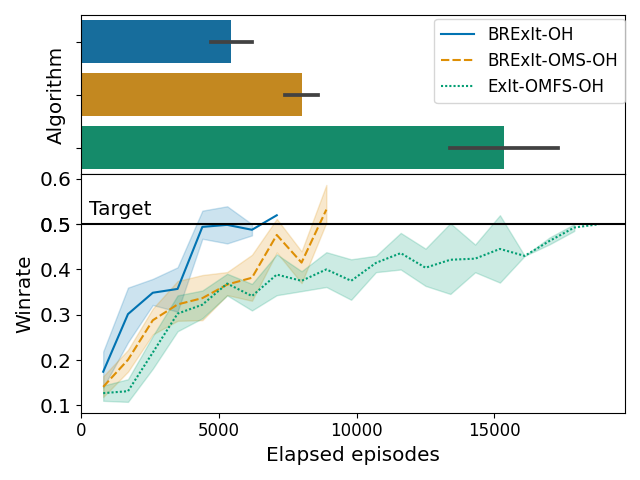 Algorithm
BRExIt-OH
BRExIt-OMS-OH
ExIt-OMFS-OH
Winrate
0.6
0.5
0.4
0.3
0.2
0.1
Target
0
5000
10000
15000
Elapsed episodes